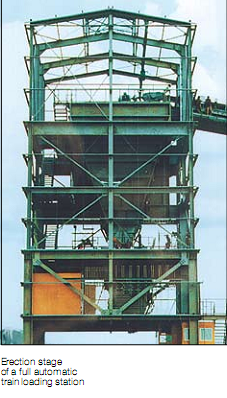 Erection stage
of a full automatic
train loading station